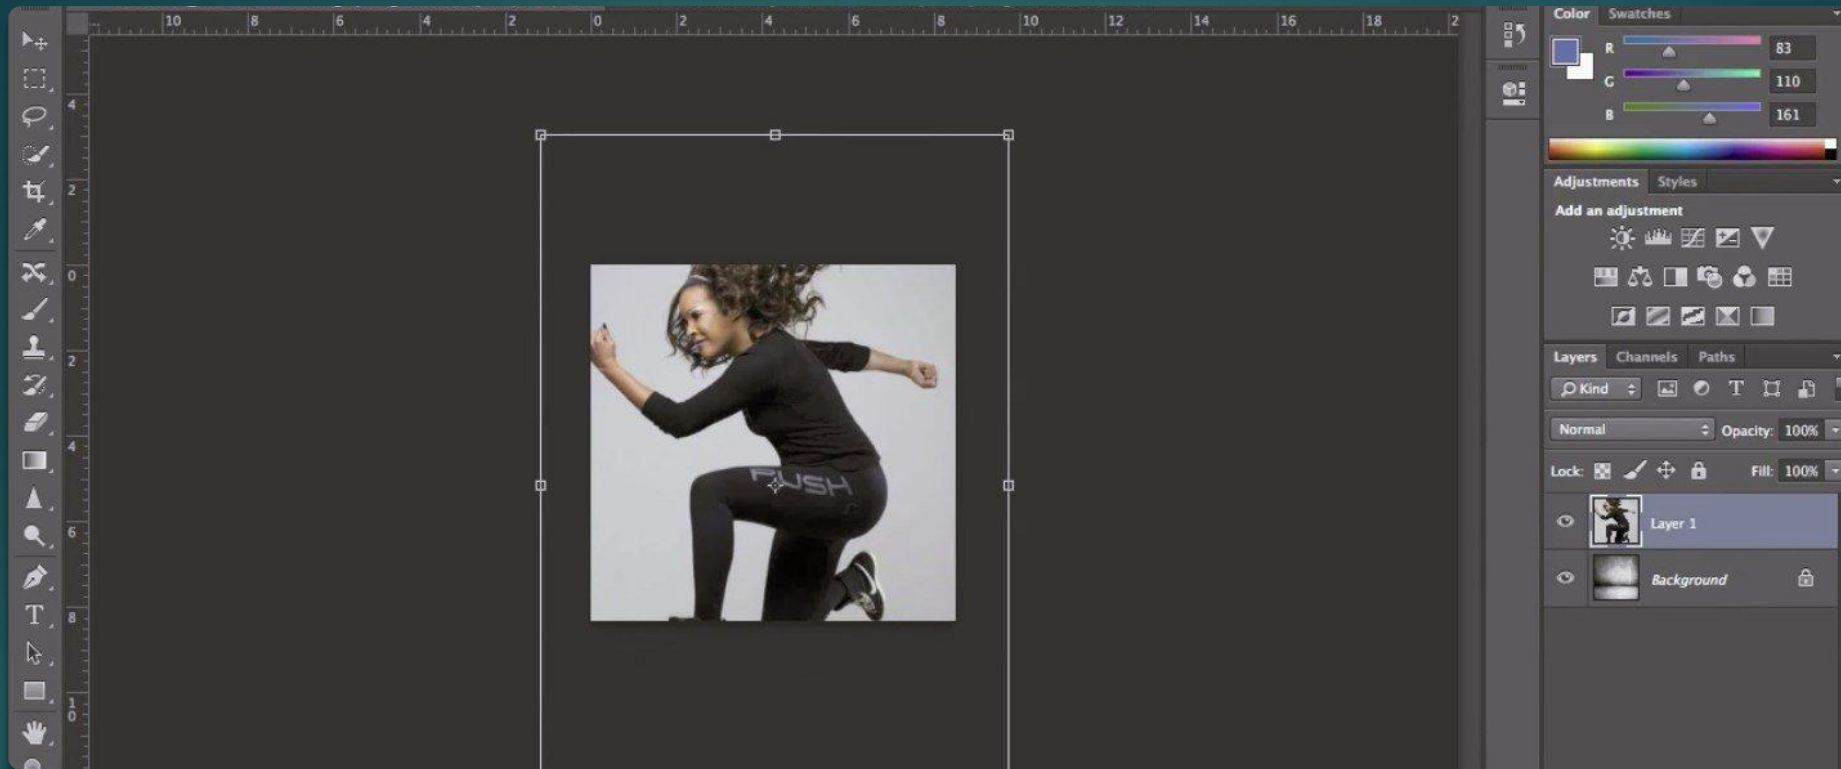 10 8 6 4 2 0 2 4 6 8 10 12 14 16 18 2
4
2
0
2
4
6
8
1
0
PUSH
T
Color Swatches
R 83
G 110
B 161
Adjustments Styles
Add an adjustment
Layers Channels Paths
Kind T
Normal Opacity: 100%
Lock: Fill: 100%
Layer 1
Background